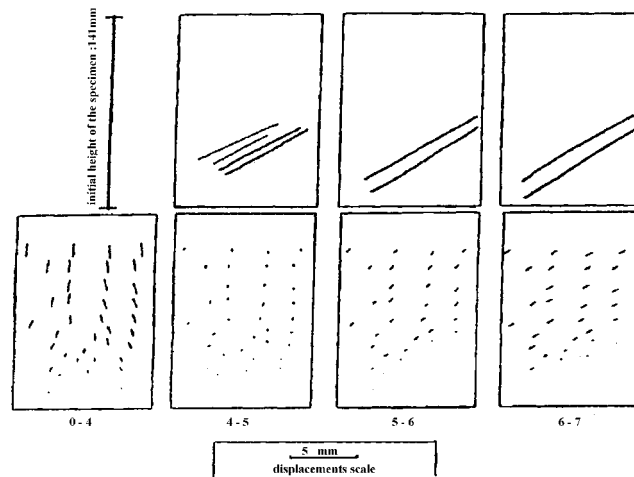 initial height of the specimen :141mm
0 - 4
4 - 5
5 - 6
6 - 7
5 mm
displacements scale